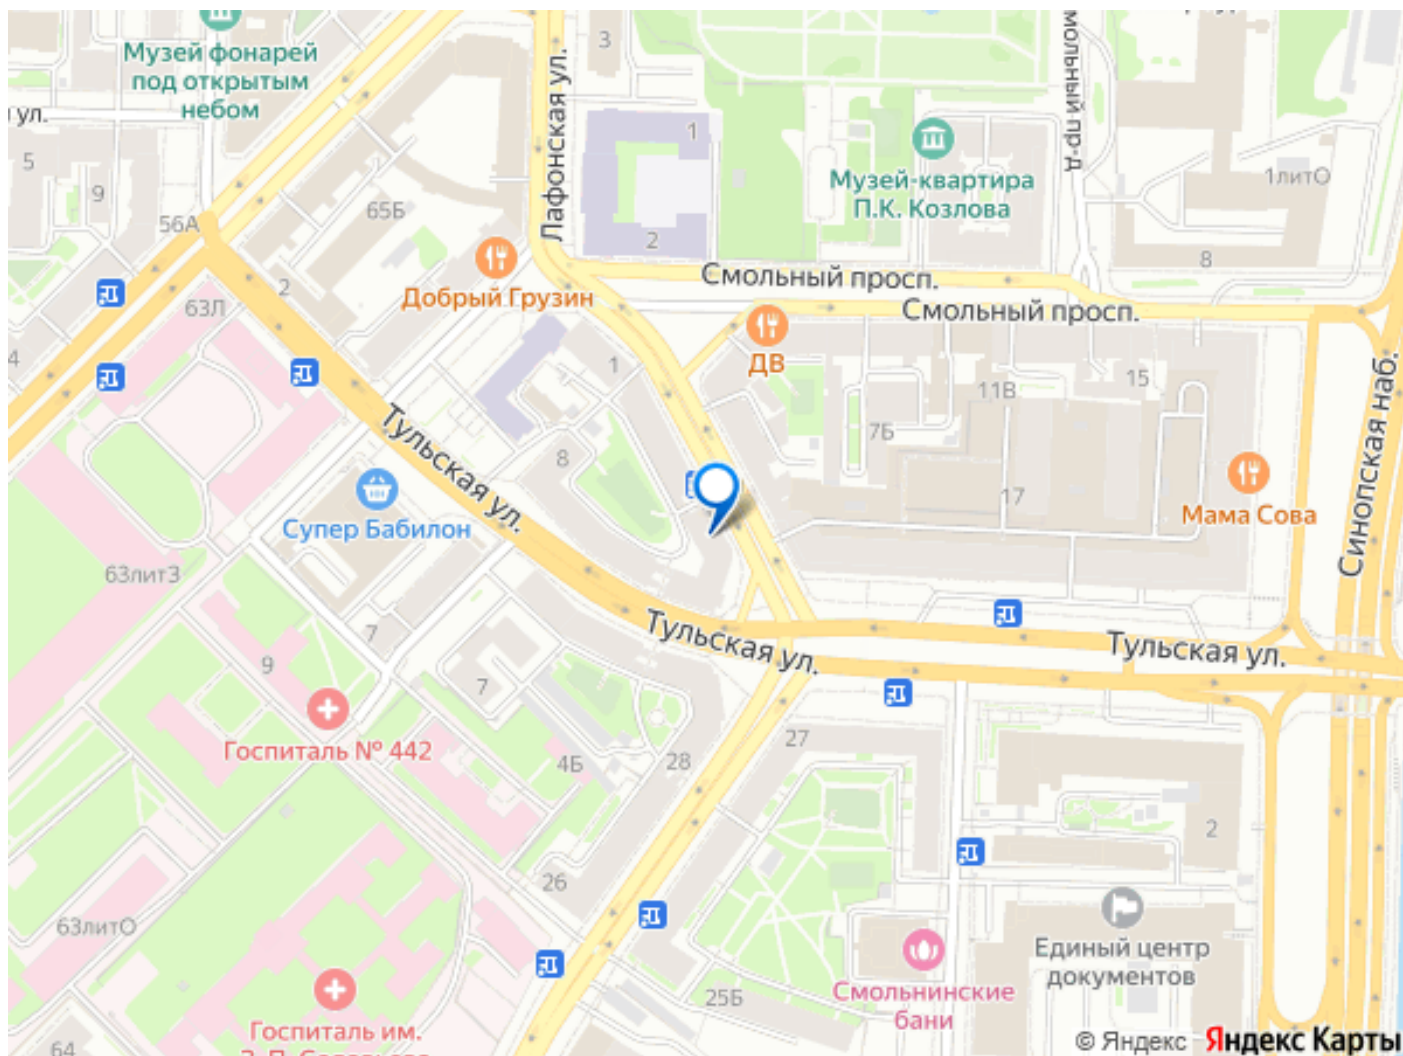 Музей фонарей
под открытым
небом
ул.
5
9
56А
65Б
3
Лафонская ул.
1
2
Музей-квартира
П.К. Козлова
мольный пр-д
1литО
8
Смольный просп.
Смольный просп.
Добрый Грузин
2
63Л
4
ДВ
1
15
11В
7Б
17
8
Мама Сова
Синопская наб.
Тульская ул.
Супер Бабилон
63литЗ
7
9
7
Тульская ул.
Тульская ул.
Госпиталь № 442
4Б
28
27
2
26
63литО
Единый центр
документов
Смольнинские
бани
25Б
Госпиталь им.
64
© Яндекс Яндекс Карты